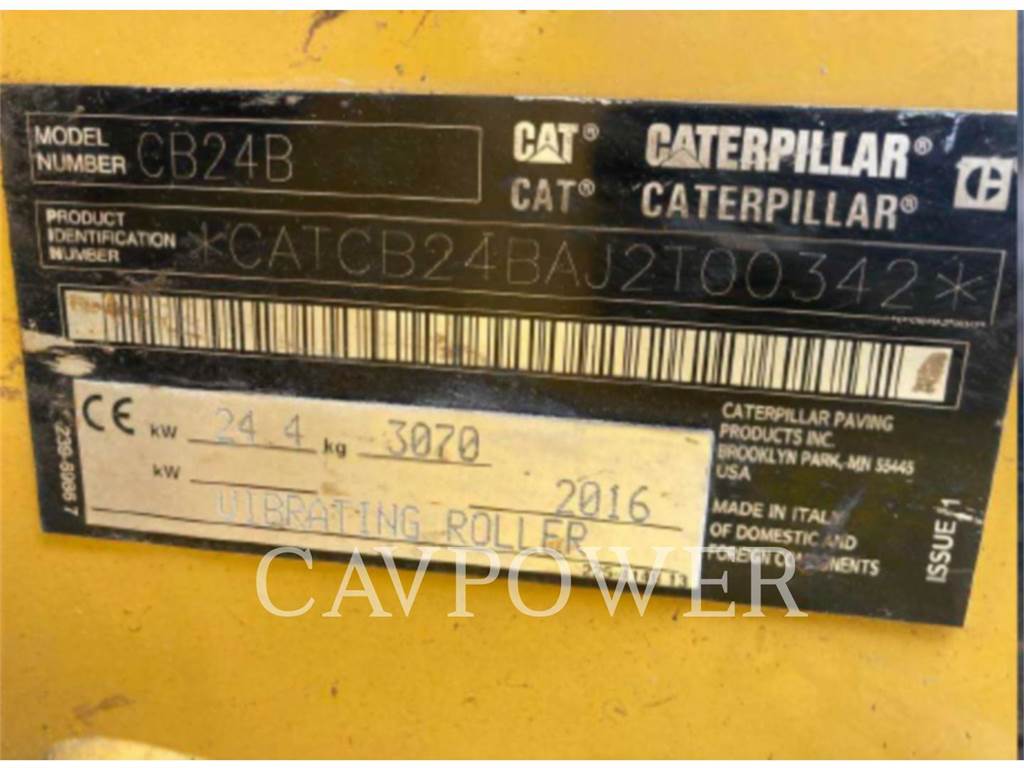 MODEL
NUMBER CB24B
CAT® CATERPILLAR®
CAT® CATERPILLAR®
PRODUCT
IDENTIFICATION
NUMBER
*CATCB24BAJ2T00342*
CE kW 24.4 kg 3070
kW 2016
VIBRATING ROLLER
CATERPILLAR PAVING
PRODUCTS INC.
BROOKLYN PARK, MN 55445
USA
MADE IN ITALY
OF DOMESTIC AND
FOREIGN COMPONENTS
ISSUE 1
CAVPOWER